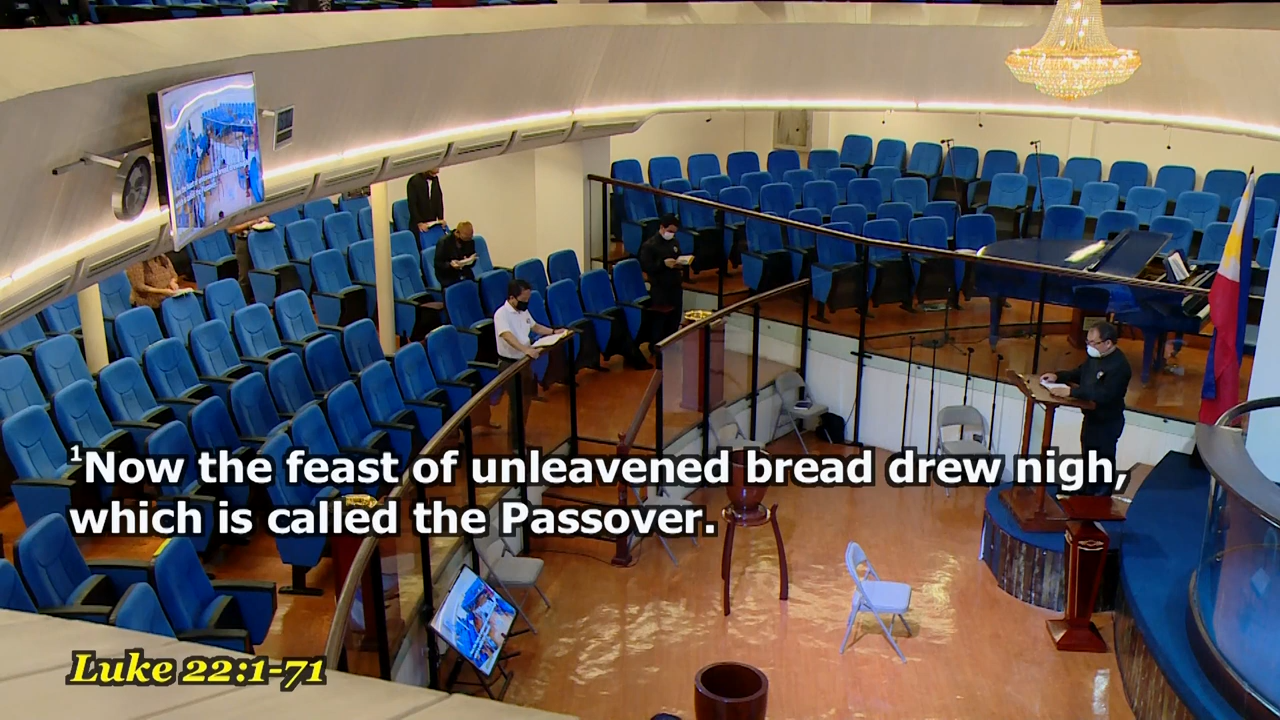 ¹Now the feast of unleavened bread drew nigh,
which is called the Passover.
Luke 22:1-71